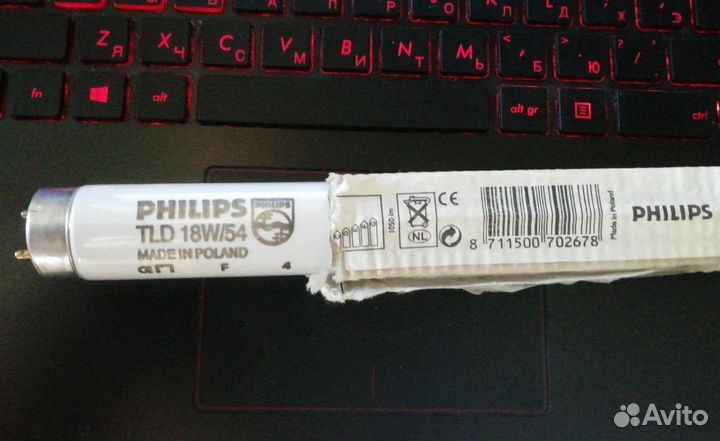 Z Я X Ч C С V М B И N Т M Ь Б Ю
fn alt alt gr ctrl
PHILIPS
TLD 18W/54
MADE IN POLAND
F 4
PHILIPS
1050 lm
NL
CE
8 711500 702678
Made in Poland
PHILIPS
Avito